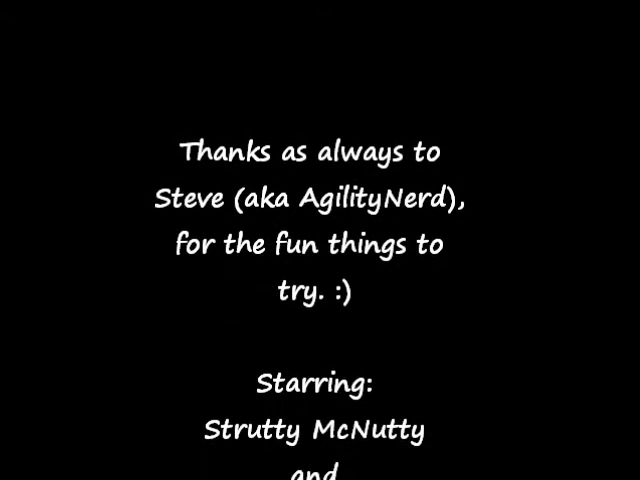 Thanks as always to
Steve (aka AgilityNerd),
for the fun things to
try. :)
Starring:
Strutty McNutty
and